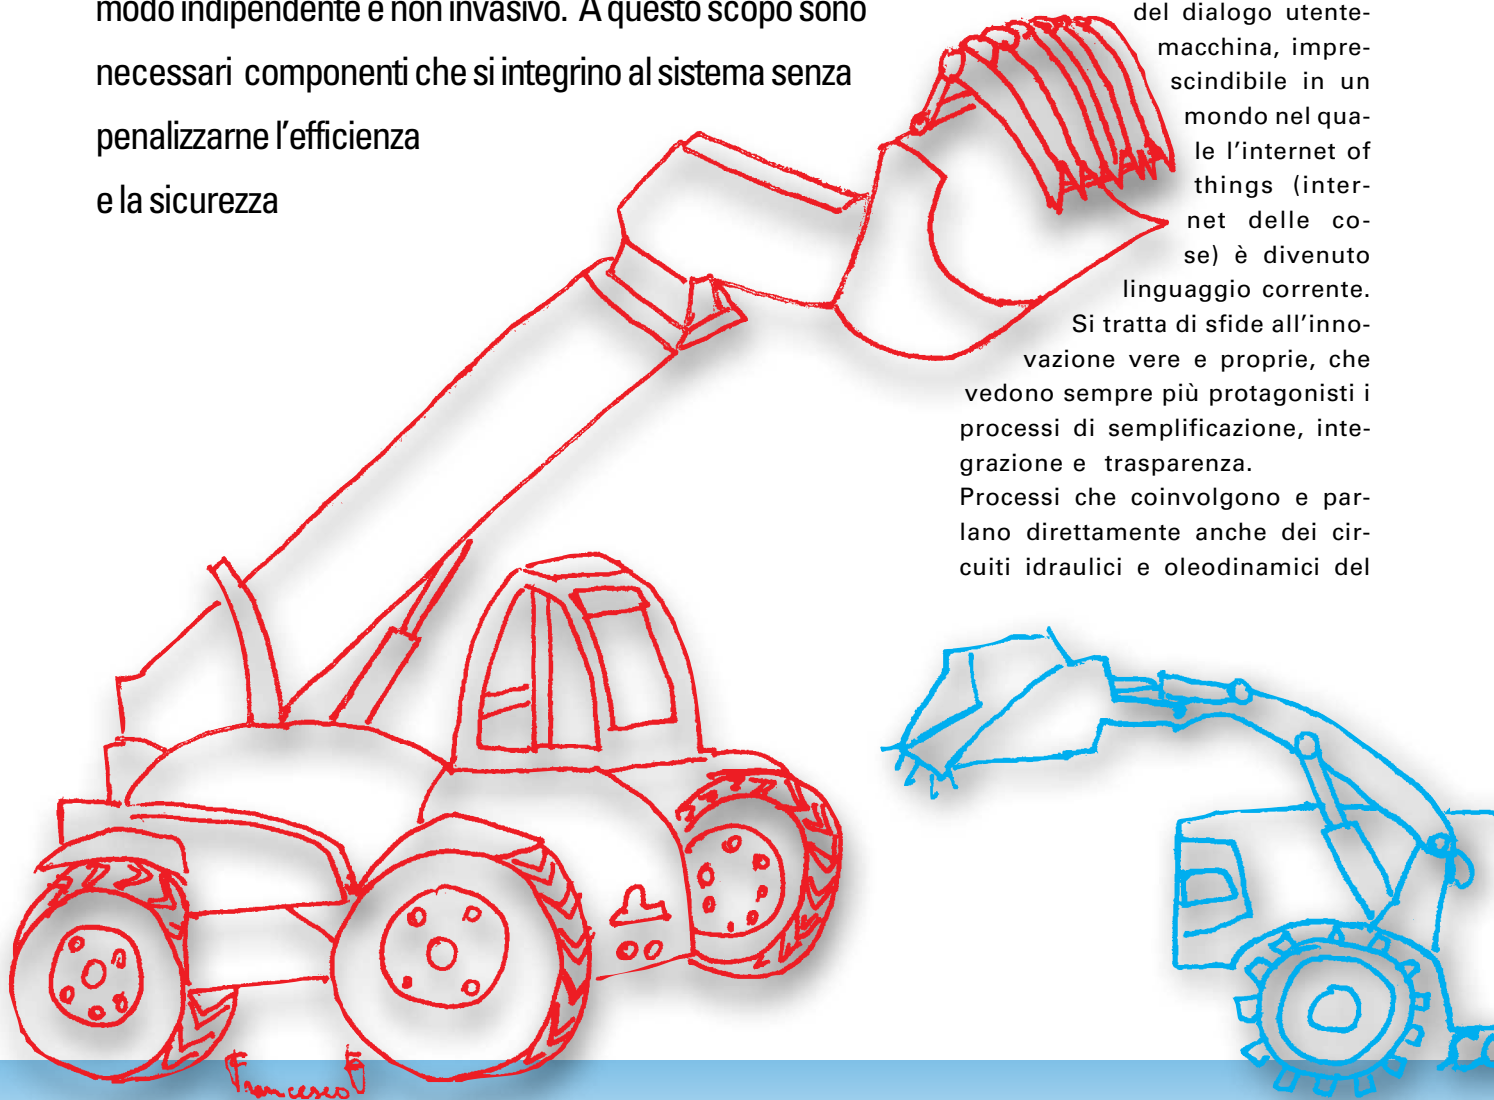 modo indipendente e non invasivo. A questo scopo sono
necessari componenti che si integrino al sistema senza
penalizzarne l'efficienza
e la sicurezza
del dialogo utente-
macchina, impre-
scindibile in un
mondo nel qua-
le l'internet of
things (inter-
net delle co-
se) è divenuto
linguaggio corrente.
Si tratta di sfide all'inno-
vazione vere e proprie, che
vedono sempre più protagonisti i
processi di semplificazione, inte-
grazione e trasparenza.
Processi che coinvolgono e par-
lano direttamente anche dei cir-
cuiti idraulici e oleodinamici del
Francesco